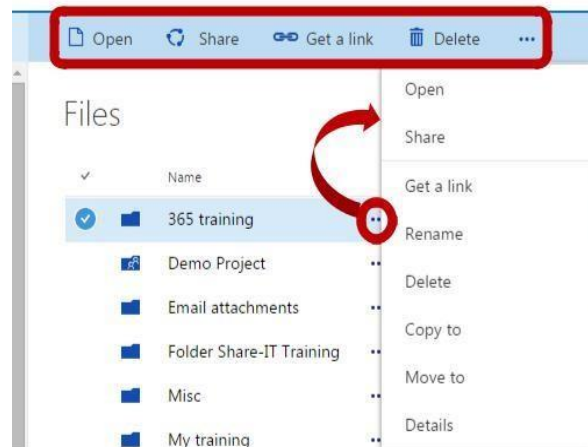 Open Share Get a link Delete ...
Files
Name
365 training
Demo Project
Email attachments
Folder Share-IT Training
Misc
My training
Open
Share
Get a link
Rename
Delete
Copy to
Move to
Details